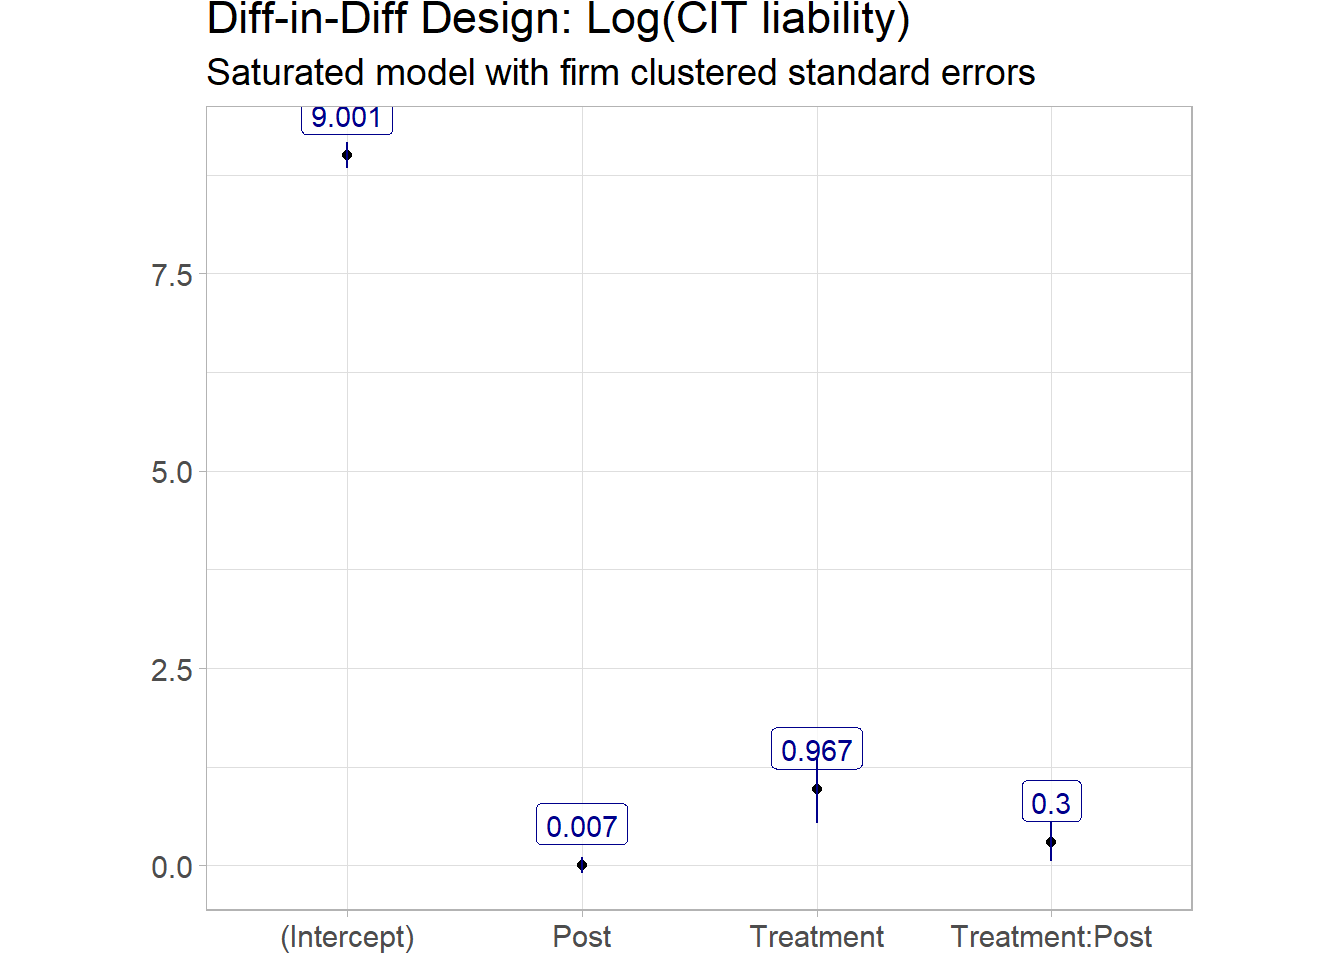 Diff-in-Diff Design: Log(CIT liability)
Saturated model with firm clustered standard errors
9.001
7.5
5.0
2.5
0.967
0.3
0.007
0.0
(Intercept) Post Treatment Treatment:Post